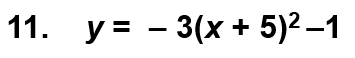 11. y = – 3(x + 5)² –1